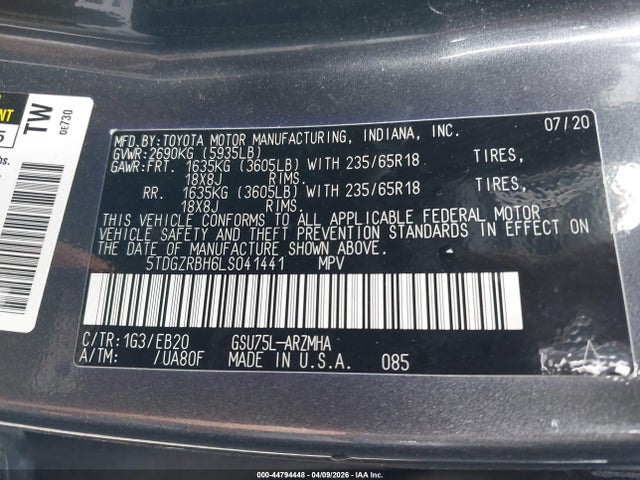 NT
5
TW
0E730
bs.
MFD.BY:TOYOTA MOTOR MANUFACTURING, INDIANA, INC. 07/20
GVWR:2690KG (5935LB)
GAWR:FRT. 1635KG (3605LB) WITH 235/65R18 TIRES,
18X8J RIMS.
RR. 1635KG (3605LB) WITH 235/65R18 TIRES,
18X8J RIMS.
THIS VEHICLE CONFORMS TO ALL APPLICABLE FEDERAL MOTOR
VEHICLE SAFETY AND THEFT PREVENTION STANDARDS IN EFFECT ON
THE DATE OF MANUFACTURE SHOWN ABOVE.
5TDGZRBH6LS041441 MPV
C/TR:1G3/EB20 GSU75L-ARZMHA
A/TM: /UA80F MADE IN U.S.A. 085
000-44794448 - 04/09/2026 - IAA Inc.